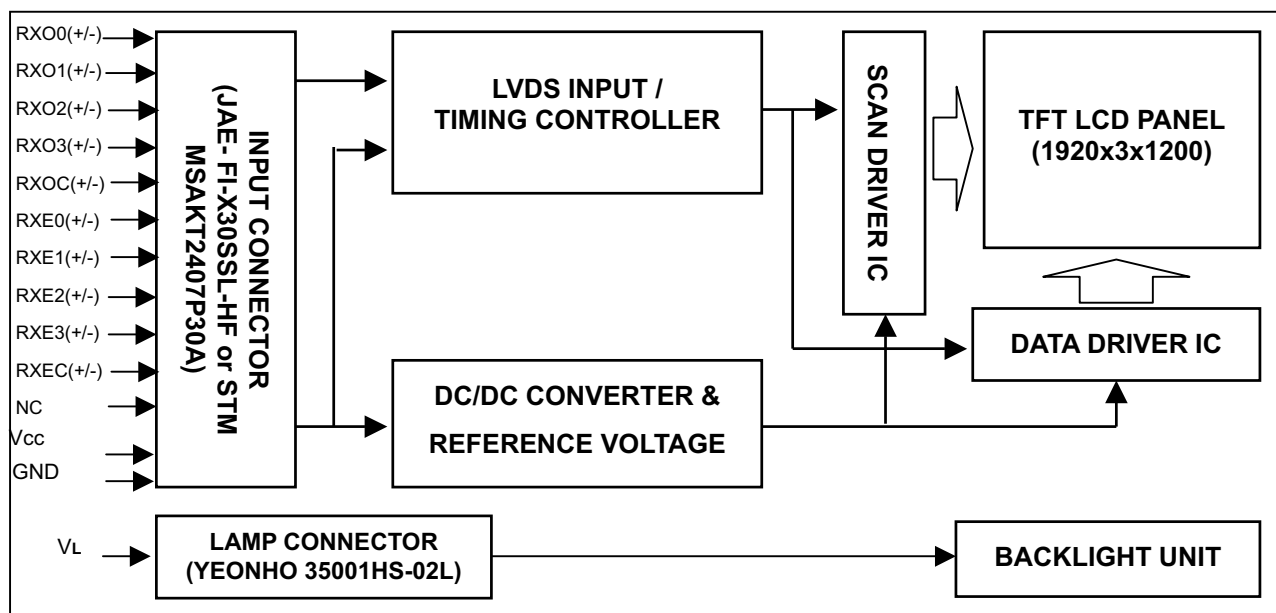 RXO0(+/-)
RXO1(+/-)
RXO2(+/-)
RXO3(+/-)
RXOC(+/-)
RXE0(+/-)
RXE1(+/-)
RXE2(+/-)
RXE3(+/-)
RXEC(+/-)
NC
Vcc
GND
VL
INPUT CONNECTOR
(JAE- FI-X30SSL-HF or STM
MSAKT2407P30A)
LVDS INPUT /
TIMING CONTROLLER
DC/DC CONVERTER &
REFERENCE VOLTAGE
SCAN DRIVER IC
TFT LCD PANEL
(1920x3x1200)
DATA DRIVER IC
LAMP CONNECTOR
(YEONHO 35001HS-02L)
BACKLIGHT UNIT